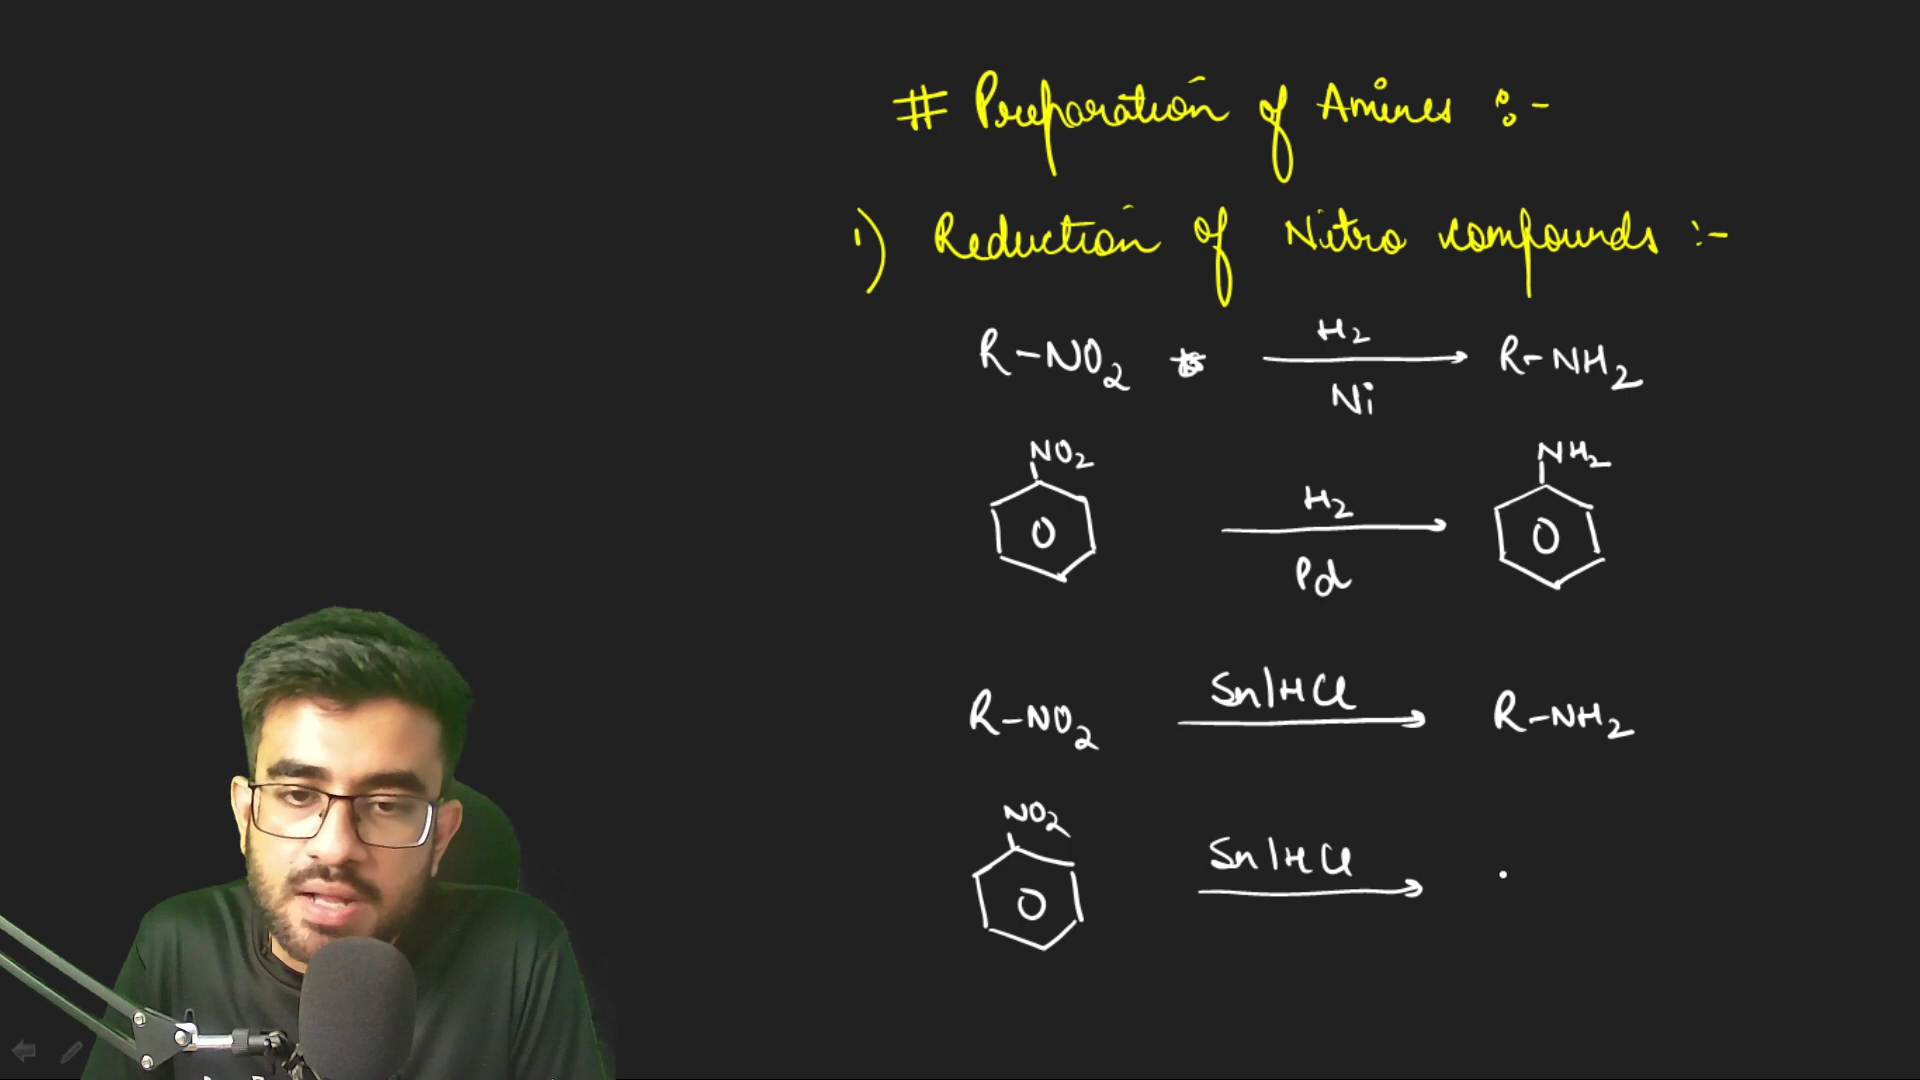 # Preparation of Amines :-
1) Reduction of Nitro compounds :-
R-NO2 H2 Ni R-NH2
NO2 H2 Pd NH2
R-NO2 Sn/HCl R-NH2
NO2 Sn/HCl